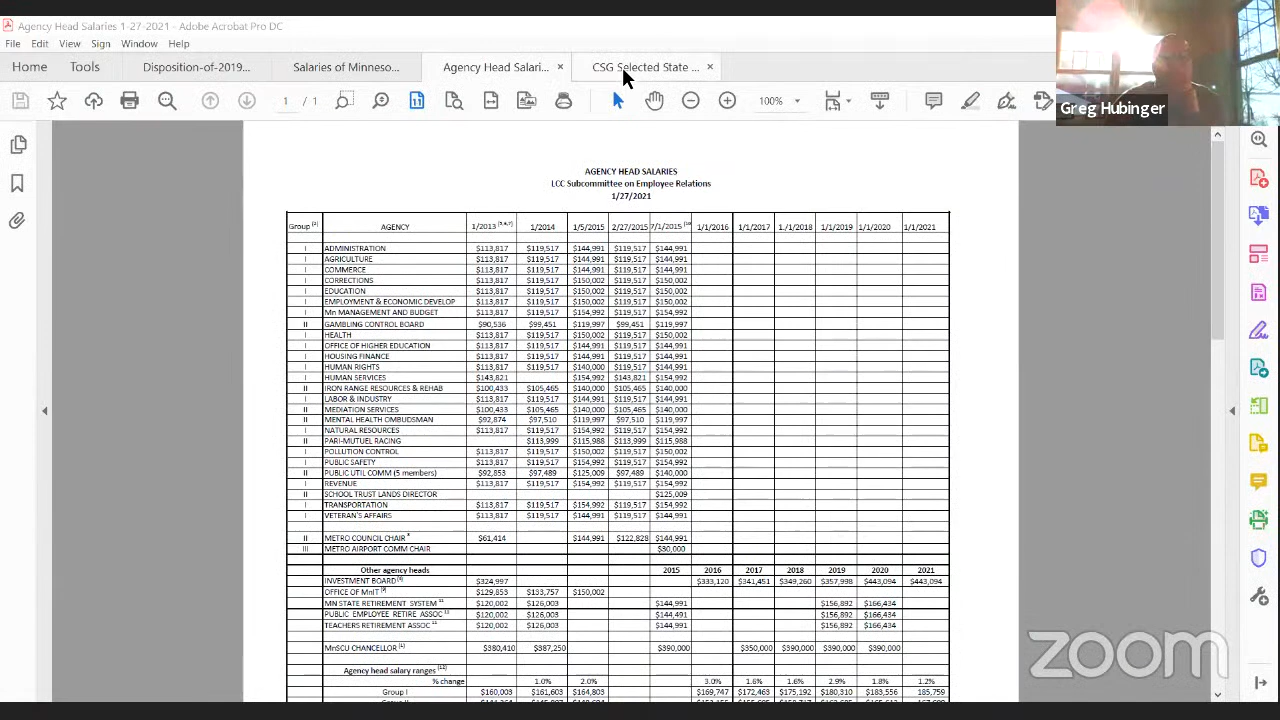 Agency Head Salaries 1-27-2021 - Adobe Acrobat Pro DC
File Edit View Sign Window Help
Home Tools Disposition-of-2019... Salaries of Minneso... Agency Head Salari... × CSG Selected State ... ×
1 / 1 100%
Greg Hubinger
AGENCY HEAD SALARIES
LCC Subcommittee on Employee Relations
1/27/2021
Group AGENCY 1/2013 1/2014 1/5/2015 2/27/2015 7/1/2015 1/1/2016 1/1/2017 1./1/2018 1/1/2019 1/1/2020 1/1/2021
I ADMINISTRATION $113,817 $119,517 $144,991 $119,517 $144,991
I AGRICULTURE $113,817 $119,517 $144,991 $119,517 $144,991
I COMMERCE $113,817 $119,517 $144,991 $119,517 $144,991
I CORRECTIONS $113,817 $119,517 $150,002 $119,517 $150,002
I EDUCATION $113,817 $119,517 $150,002 $119,517 $150,002
I EMPLOYMENT & ECONOMIC DEVELOP $113,817 $119,517 $150,002 $119,517 $150,002
I Mn MANAGEMENT AND BUDGET $113,817 $119,517 $154,992 $119,517 $154,992
II GAMBLING CONTROL BOARD $90,536 $99,451 $119,997 $99,451 $119,997
I HEALTH $113,817 $119,517 $150,002 $119,517 $150,002
I OFFICE OF HIGHER EDUCATION $113,817 $119,517 $144,991 $119,517 $144,991
I HOUSING FINANCE $113,817 $119,517 $144,991 $119,517 $144,991
I HUMAN RIGHTS $113,817 $119,517 $140,000 $119,517 $144,991
I HUMAN SERVICES $143,821 $154,992 $143,821 $154,992
II IRON RANGE RESOURCES & REHAB $100,433 $105,465 $140,000 $105,465 $140,000
I LABOR & INDUSTRY $113,817 $119,517 $144,991 $119,517 $144,991
II MEDIATION SERVICES $100,433 $105,465 $140,000 $105,465 $140,000
II MENTAL HEALTH OMBUDSMAN $92,874 $97,510 $119,997 $97,510 $119,997
I NATURAL RESOURCES $113,817 $119,517 $154,992 $119,517 $154,992
II PARI-MUTUEL RACING $113,999 $115,988 $113,999 $115,988
I POLLUTION CONTROL $113,817 $119,517 $150,002 $119,517 $150,002
I PUBLIC SAFETY $113,817 $119,517 $154,992 $119,517 $154,992
II PUBLIC UTIL COMM (5 members) $92,853 $97,489 $125,009 $97,489 $140,000
I REVENUE $113,817 $119,517 $154,992 $119,517 $154,992
II SCHOOL TRUST LANDS DIRECTOR $125,009
I TRANSPORTATION $113,817 $119,517 $154,992 $119,517 $154,992
I VETERAN'S AFFAIRS $113,817 $119,517 $144,991 $119,517 $144,991
II METRO COUNCIL CHAIR $61,414 $144,991 $122,828 $144,991
III METRO AIRPORT COMM CHAIR $30,000
Other agency heads 2015 2016 2017 2018 2019 2020 2021
INVESTMENT BOARD $324,997 $333,120 $341,451 $349,260 $357,998 $443,094 $443,094
OFFICE OF MnIT $129,853 $133,757 $150,002
MN STATE RETIREMENT SYSTEM $120,002 $126,003 $144,991 $156,892 $166,434
PUBLIC EMPLOYEE RETIRE ASSOC $120,002 $126,003 $144,491 $156,892 $166,434
TEACHERS RETIREMENT ASSOC $120,002 $126,003 $144,991 $156,892 $166,434
MnSCU CHANCELLOR $380,410 $387,250 $390,000 $350,000 $390,000 $390,000 $390,000
Agency head salary ranges
% change 1.0% 2.0% 3.0% 1.6% 1.6% 2.9% 1.8% 1.2%
Group I $160,003 $161,603 $164,803 $169,747 $172,463 $175,192 $180,310 $183,556 185,759
zoom